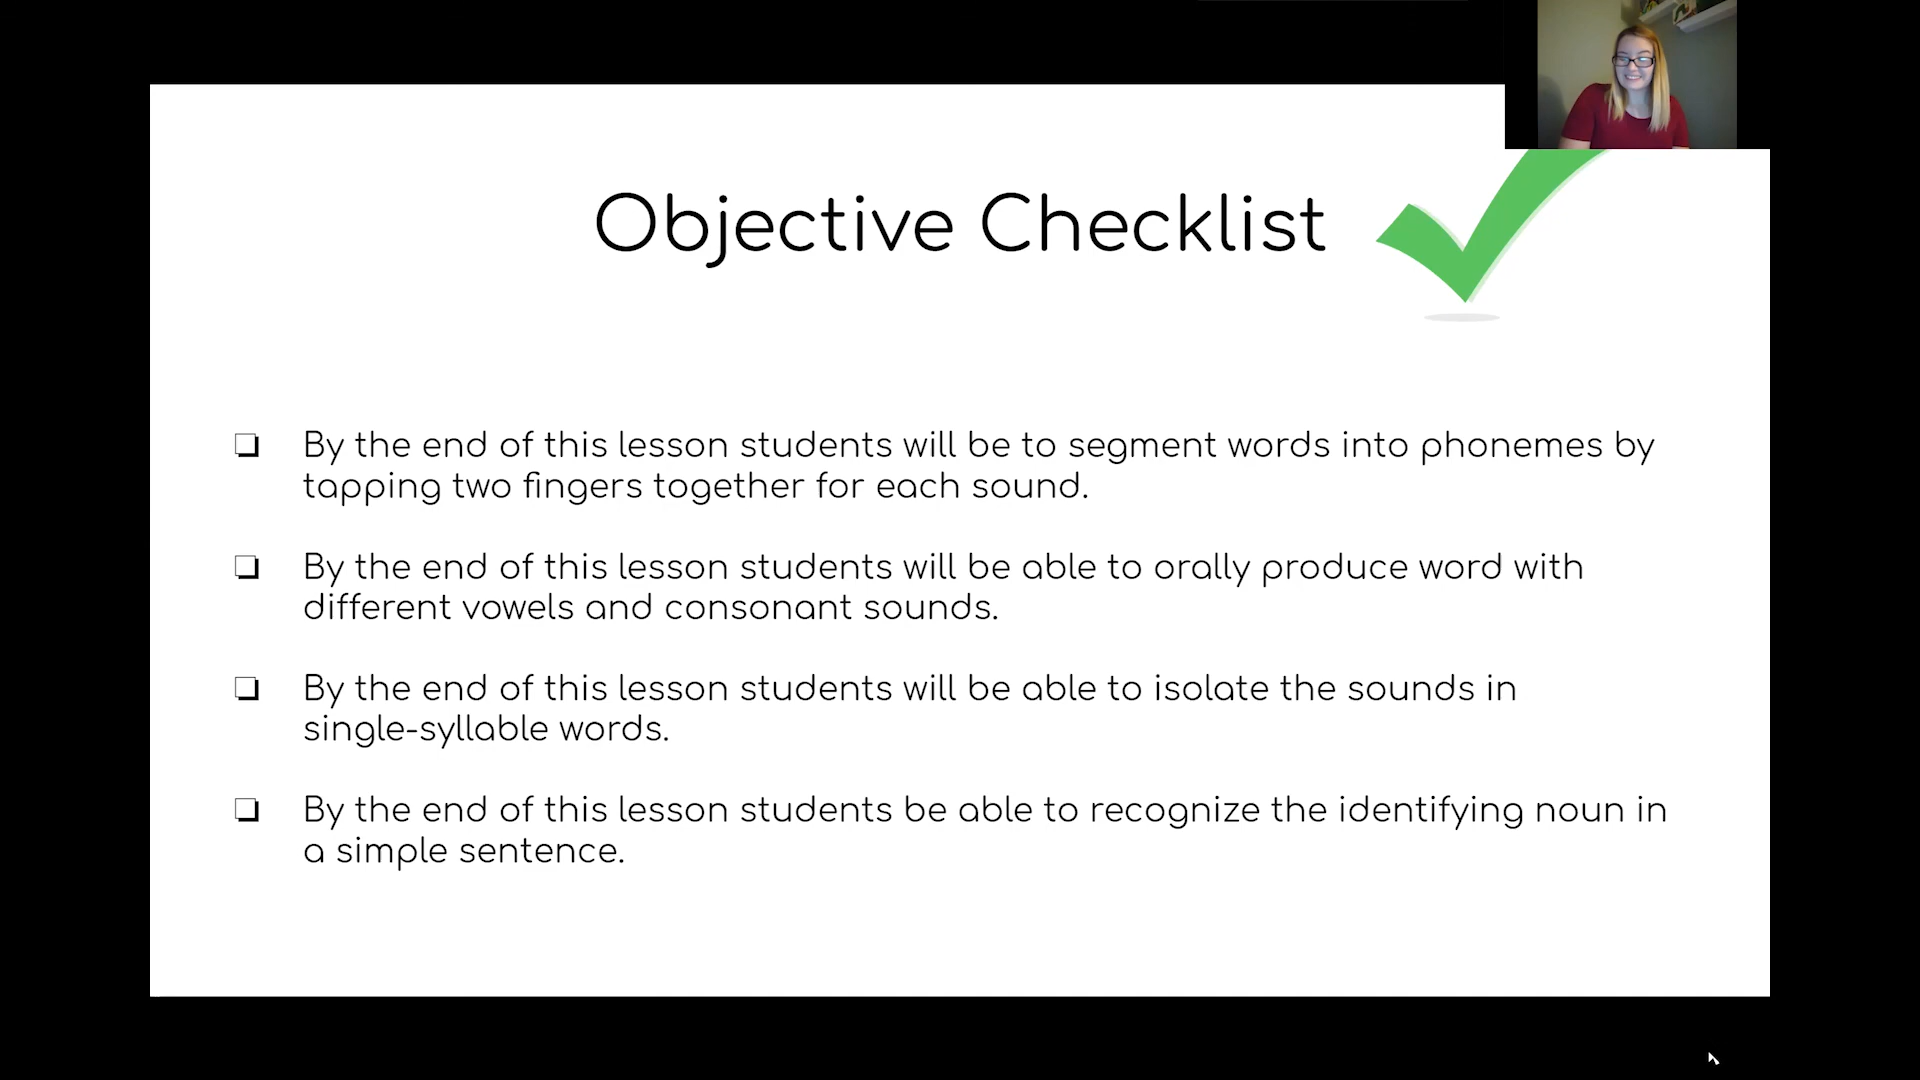 Objective Checklist
By the end of this lesson students will be to segment words into phonemes by
tapping two fingers together for each sound.
By the end of this lesson students will be able to orally produce word with
different vowels and consonant sounds.
By the end of this lesson students will be able to isolate the sounds in
single-syllable words.
By the end of this lesson students be able to recognize the identifying noun in
a simple sentence.